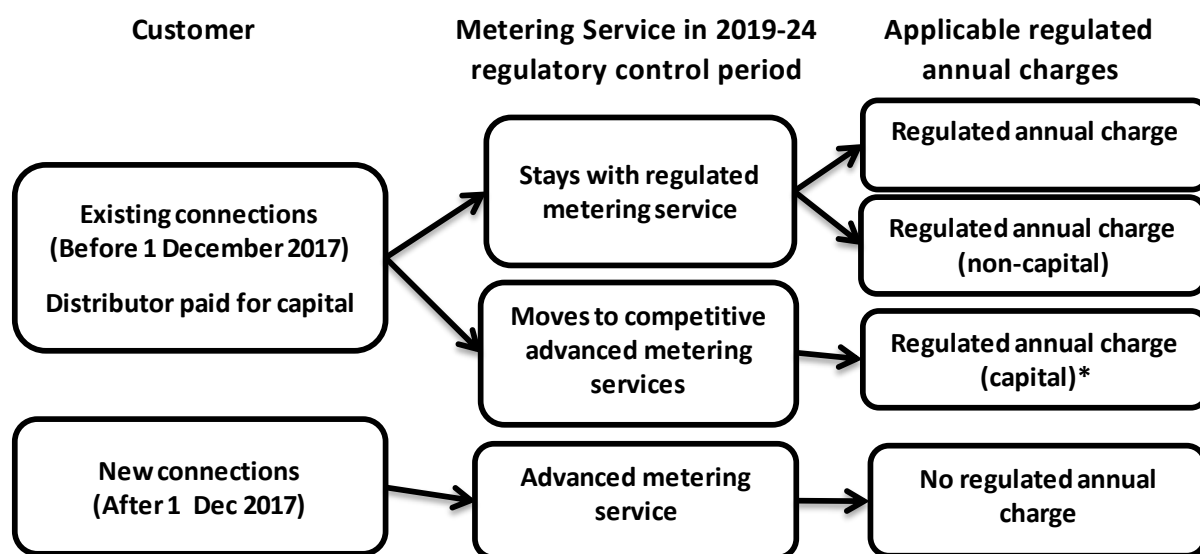 Customer
Metering Service in 2019-24
regulatory control period
Applicable regulated
annual charges
Existing connections
(Before 1 December 2017)
Distributor paid for capital
Stays with regulated
metering service
Regulated annual charge
Regulated annual charge
(non-capital)
Moves to competitive
advanced metering
services
Regulated annual charge
(capital)*
New connections
(After 1 Dec 2017)
Advanced metering
service
No regulated annual
charge